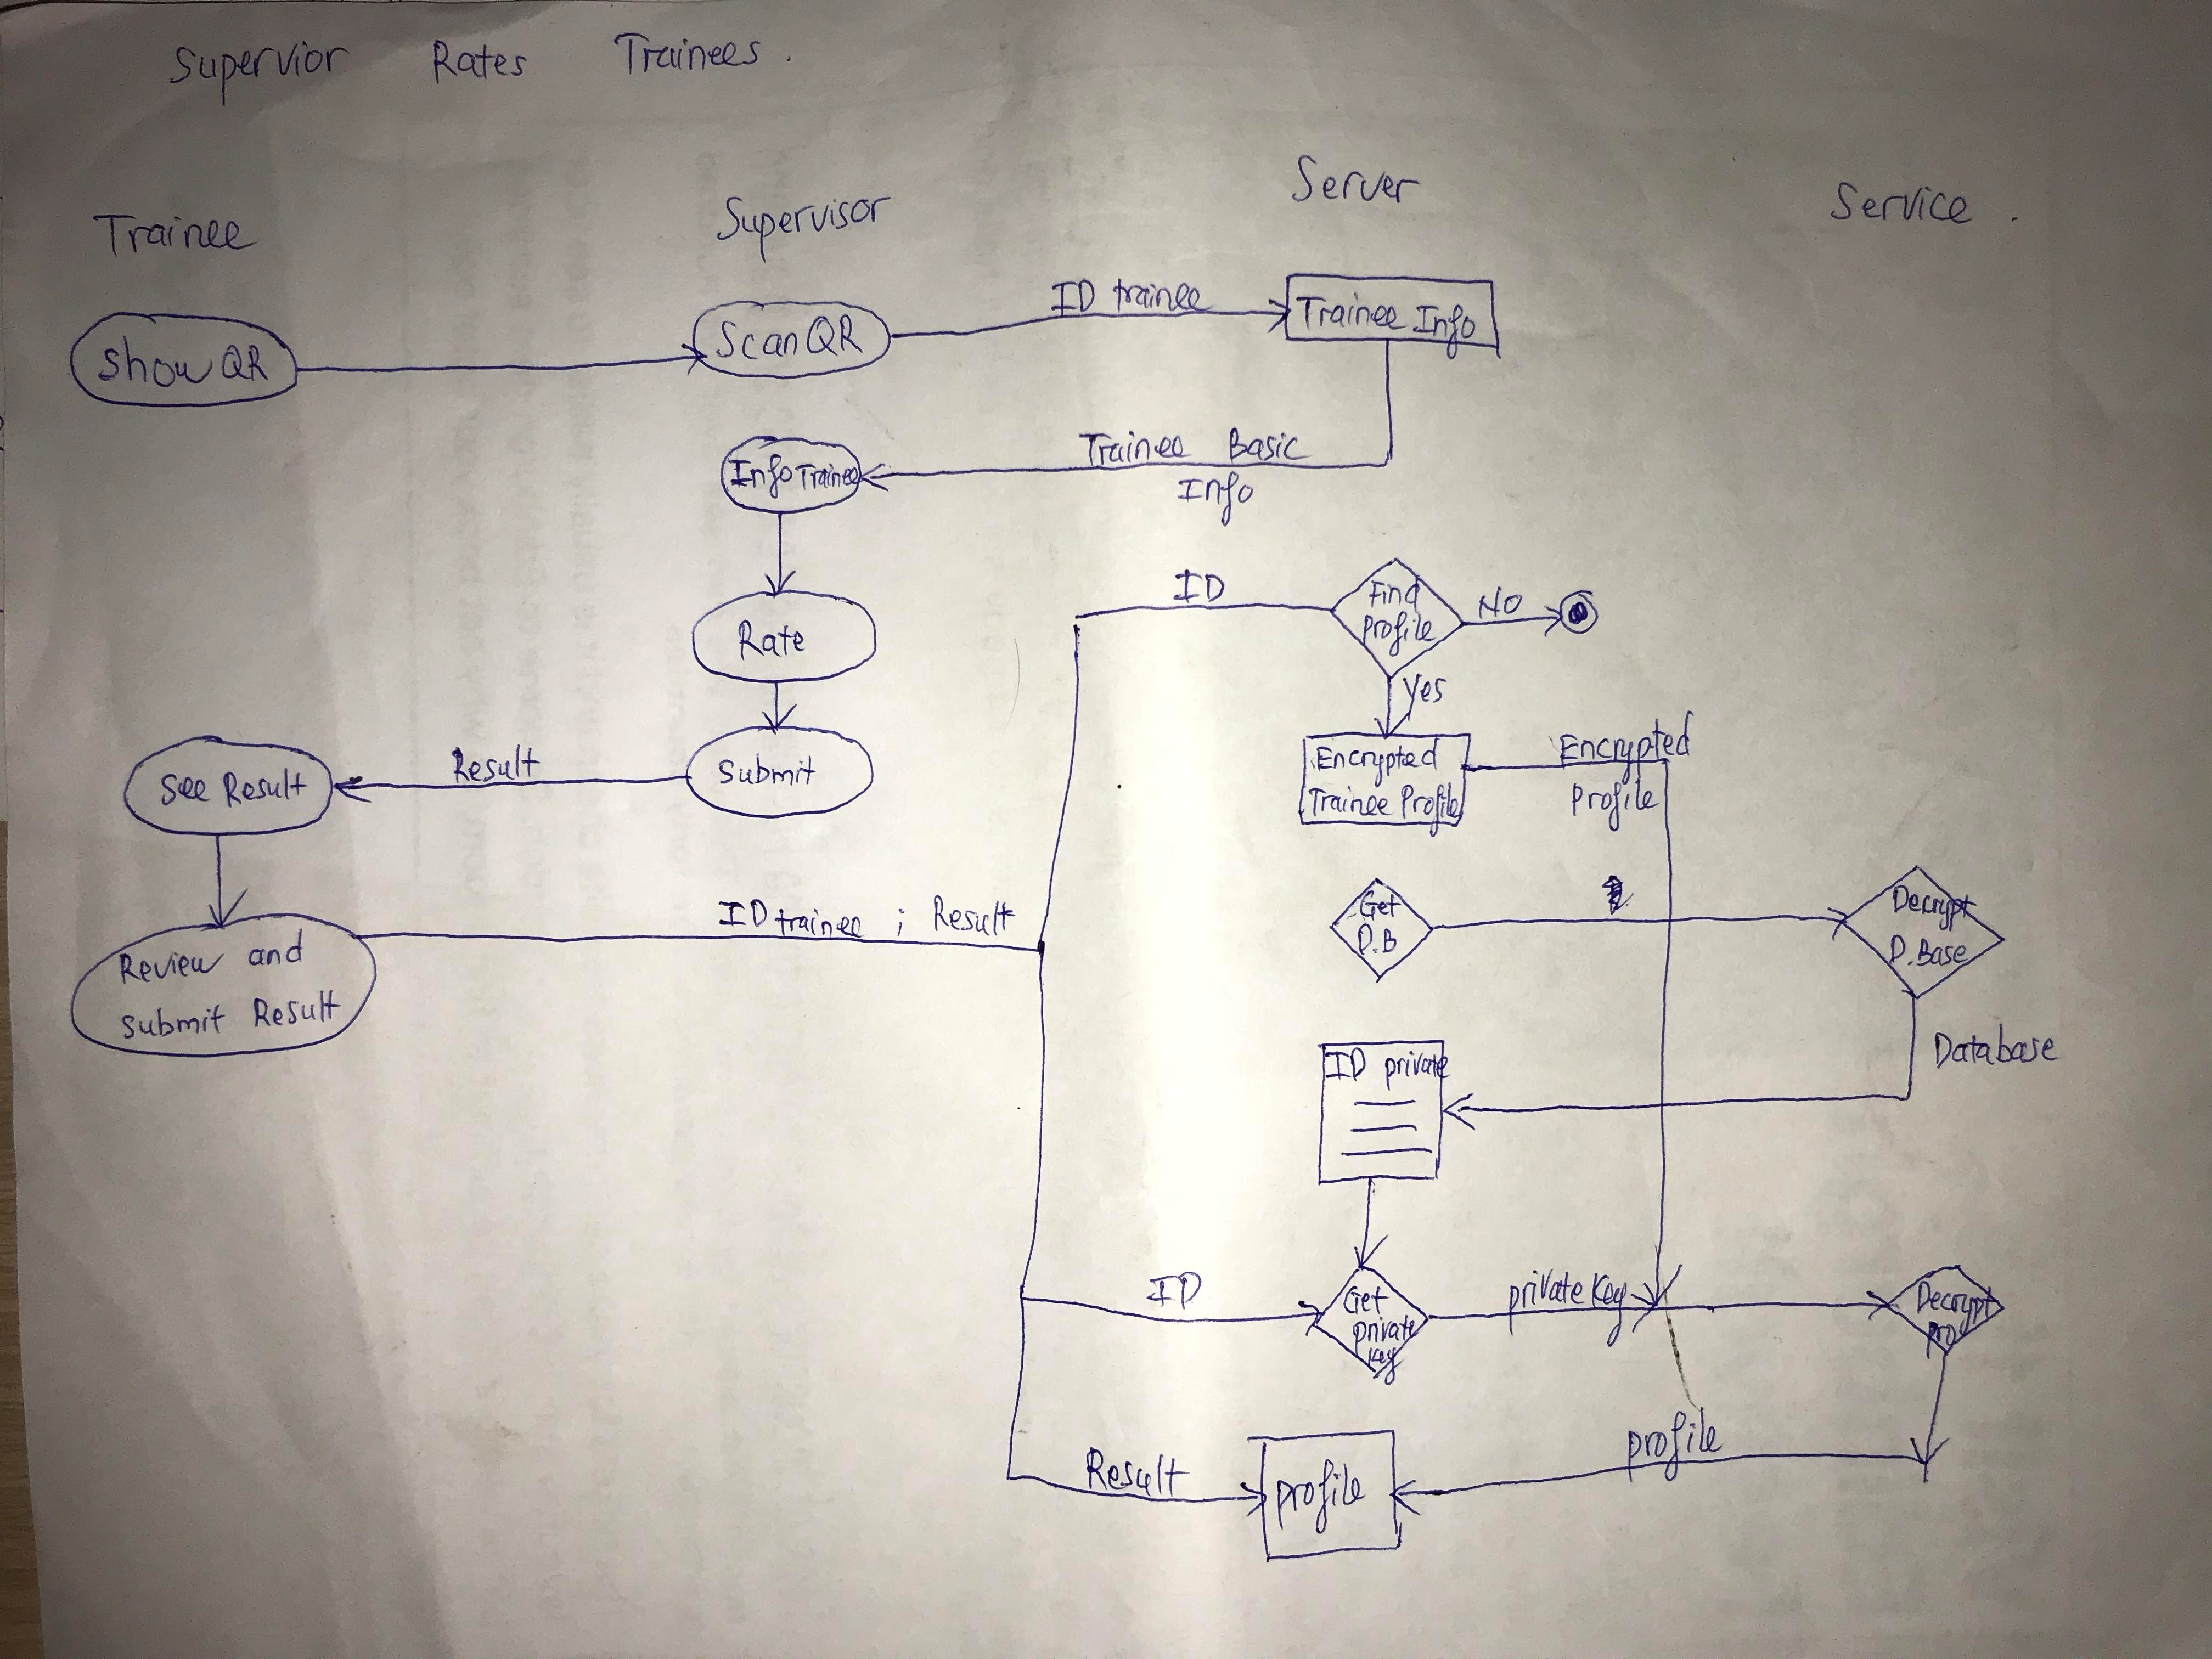 Supervior Rates Trainees.
Trainee
Supervisor
Server
Service.
Show QR
Scan QR
ID trainee
Trainee Info
Info Trainee
Trainee Basic
Info
Rate
Submit
Result
See Result
Review and
submit Result
ID trainee ; Result
ID
Find
Profile
NO
Yes
Encrypted
Trainee Profile
Encrypted
Profile
Get
D.B
Decrypt
D.Base
Database
ID private
ID
Get
private
key
private Key
Decrypt
pro
Result
profile
profile